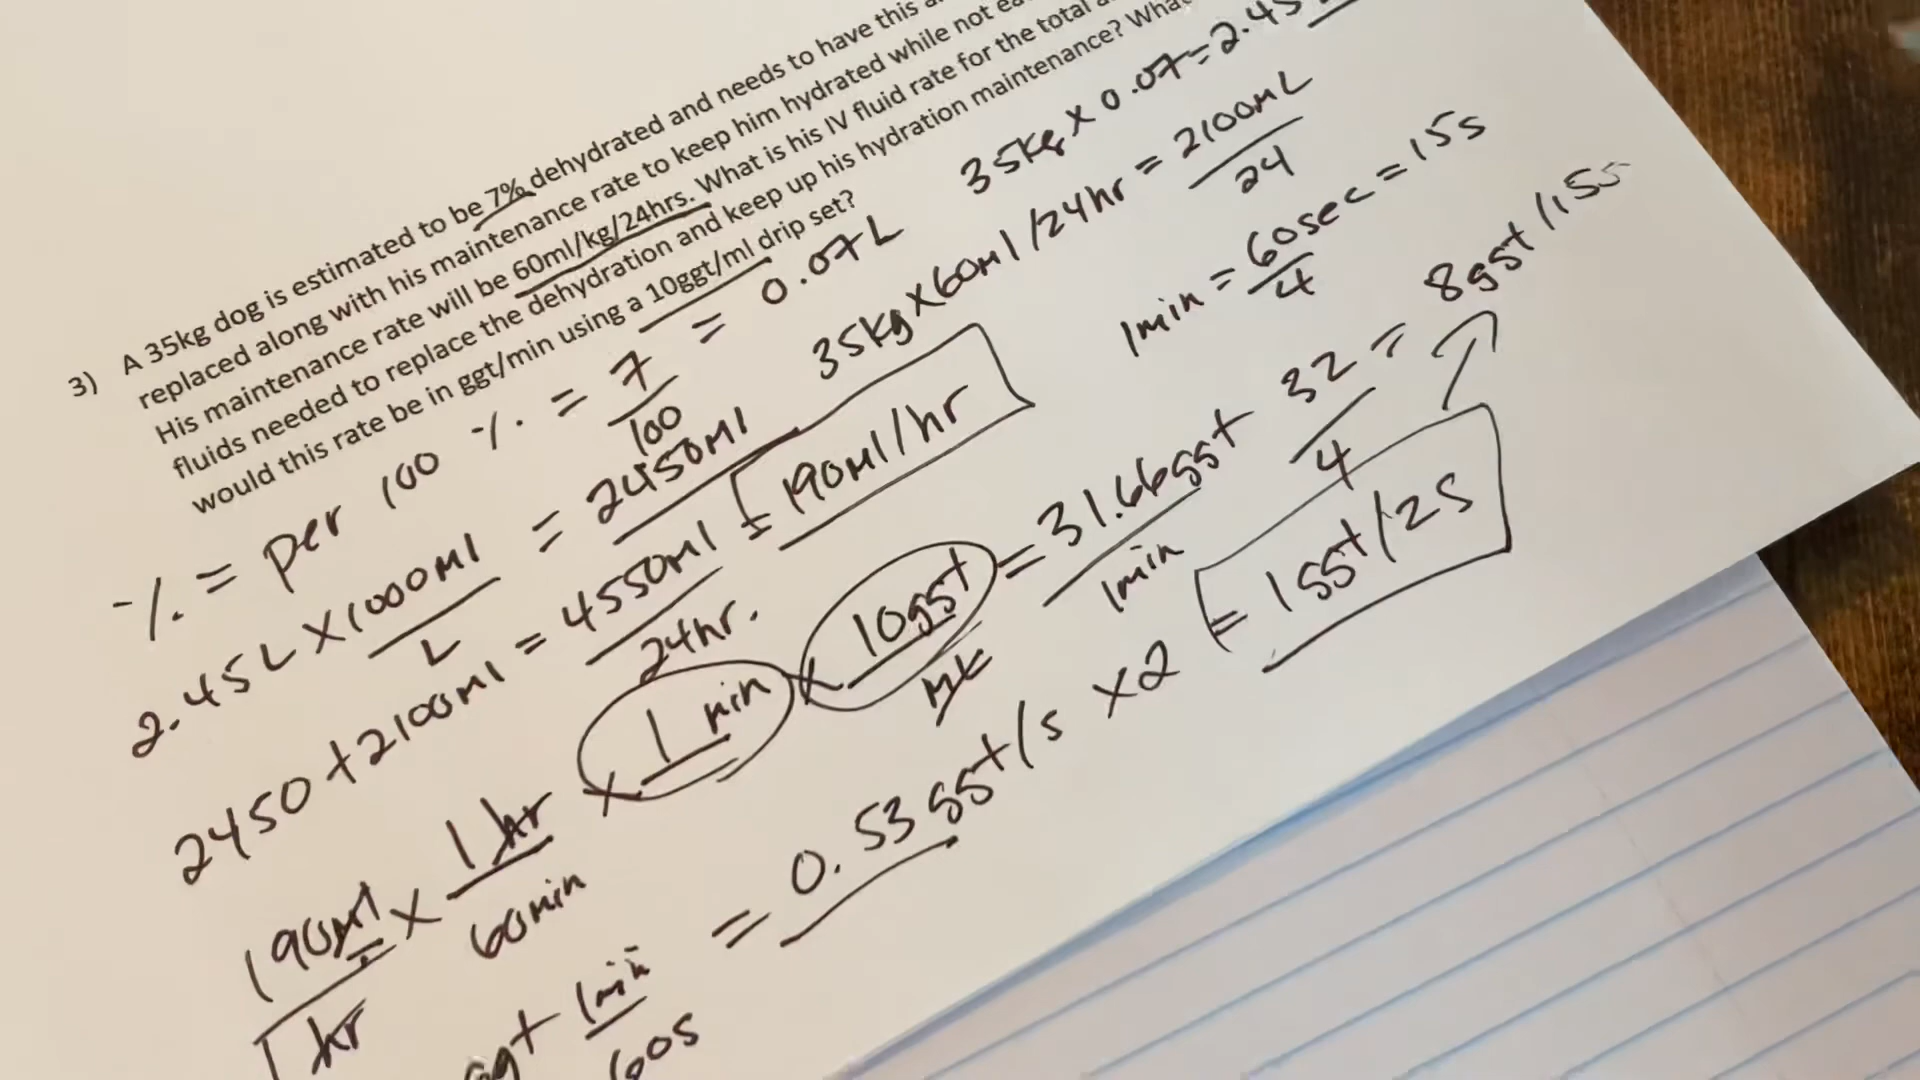 3) A 35kg dog is estimated to be 7% dehydrated and needs to have this
replaced along with his maintenance rate to keep him hydrated while not
His maintenance rate will be 60ml/kg/24hrs. What is his IV fluid rate for the total
fluids needed to replace the dehydration and keep up his hydration maintenance?
would this rate be in ggt/min using a 10ggt/ml drip set?
% = per 100 % = 7/100 = 0.07L
35kg x 0.07 = 2.45
2.45L x 1000ml/L = 2450ml
35kg x 60ml/24hr = 2100mL/24
2450 + 2100ml = 4550ml/24hr. = 190ml/hr
1min = 60sec/4 = 15s
190ml/1hr x 1hr/60min x 1min x 10ggt/mL = 31.66ggt/1min
32/4 = 8ggt/15s
ggt 1min/60s = 0.53ggt/s x2 = 1ggt/2s